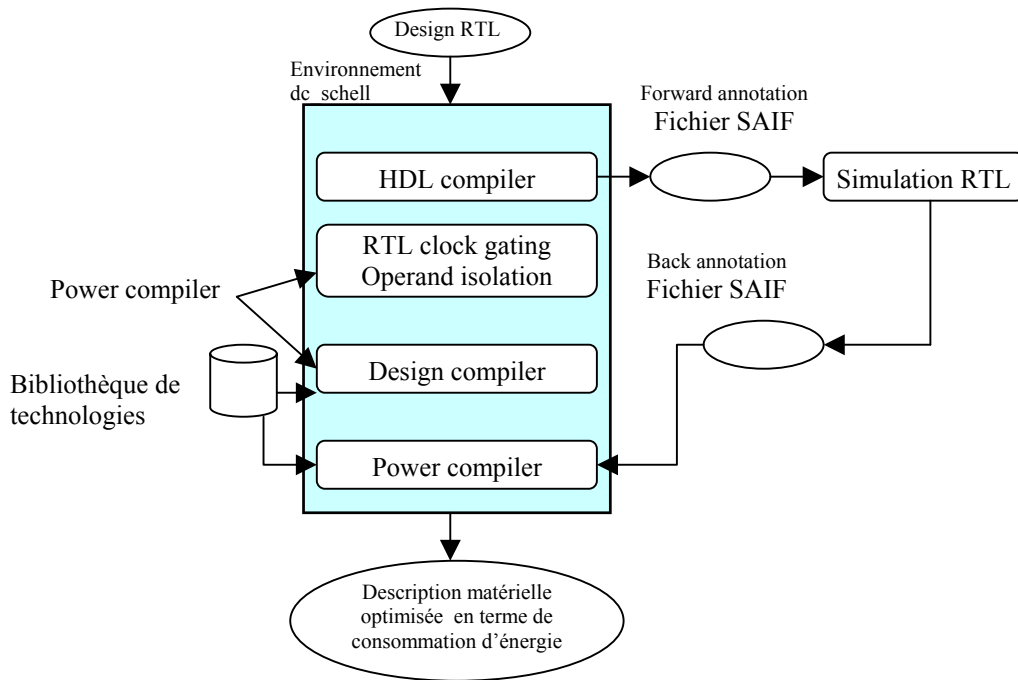 Design RTL
Environnement
dc schell
Forward annotation
Fichier SAIF
HDL compiler
Simulation RTL
RTL clock gating
Operand isolation
Back annotation
Fichier SAIF
Power compiler
Design compiler
Bibliothèque de
technologies
Power compiler
Description matérielle
optimisée en terme de
consommation d'énergie